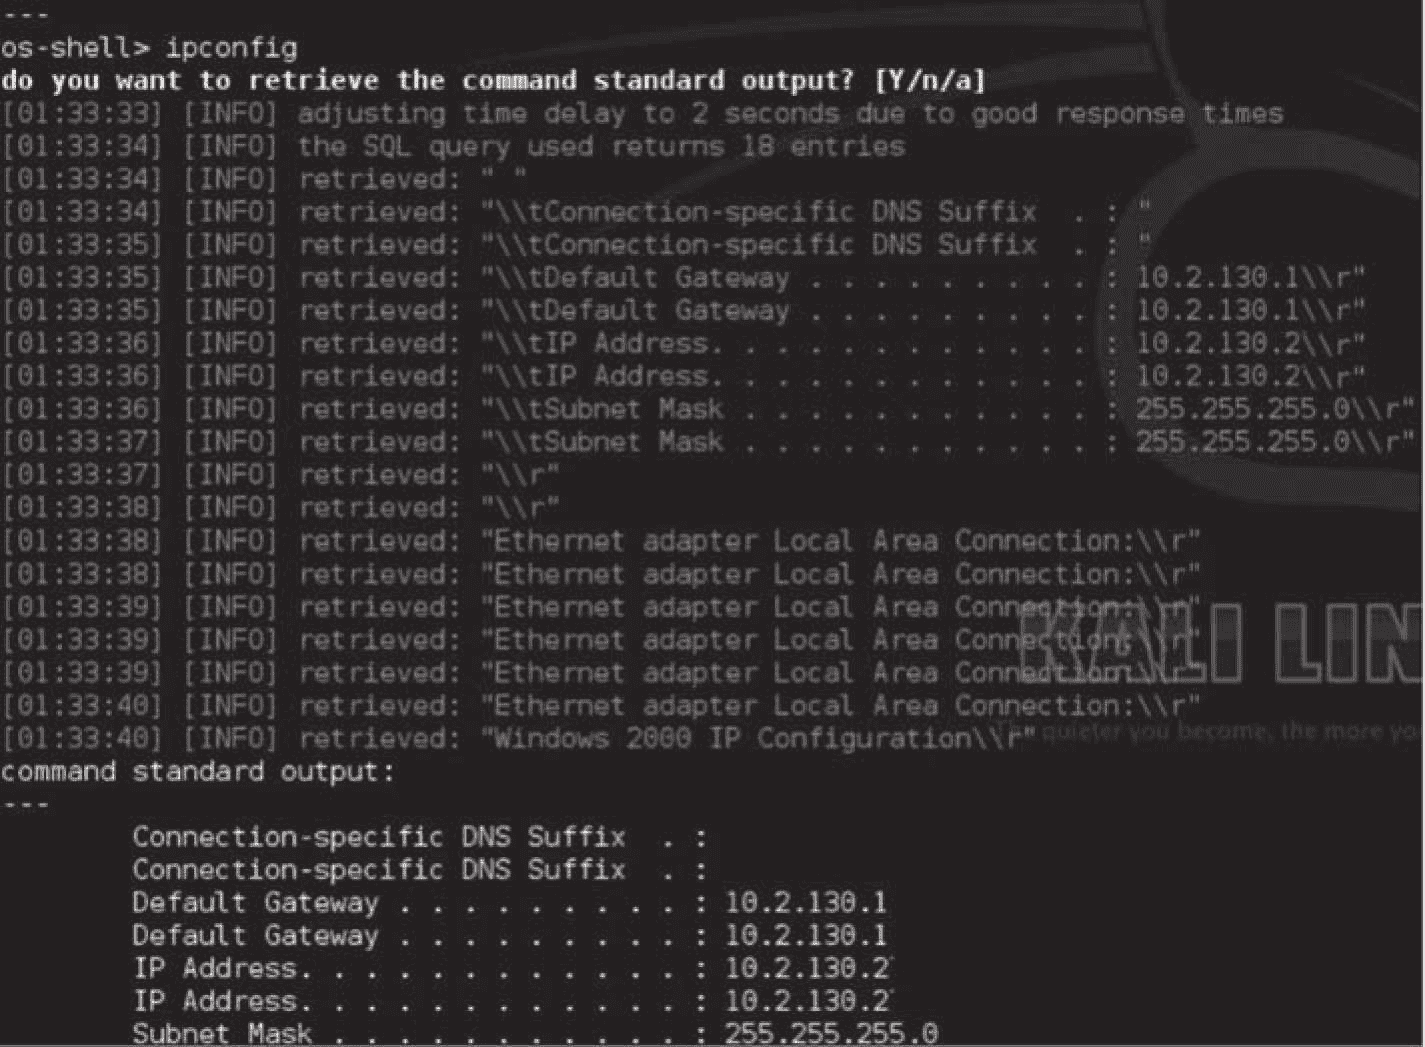 ---
os-shell> ipconfig
do you want to retrieve the command standard output? [Y/n/a]
[01:33:33] [INFO] adjusting time delay to 2 seconds due to good response times
[01:33:34] [INFO] the SQL query used returns 18 entries
[01:33:34] [INFO] retrieved: " "
[01:33:34] [INFO] retrieved: "\\tConnection-specific DNS Suffix  . : "
[01:33:35] [INFO] retrieved: "\\tConnection-specific DNS Suffix  . : "
[01:33:35] [INFO] retrieved: "\\tDefault Gateway . . . . . . . . . : 10.2.130.1\\r"
[01:33:35] [INFO] retrieved: "\\tDefault Gateway . . . . . . . . . : 10.2.130.1\\r"
[01:33:36] [INFO] retrieved: "\\tIP Address. . . . . . . . . . . . : 10.2.130.2\\r"
[01:33:36] [INFO] retrieved: "\\tIP Address. . . . . . . . . . . . : 10.2.130.2\\r"
[01:33:36] [INFO] retrieved: "\\tSubnet Mask . . . . . . . . . . . : 255.255.255.0\\r"
[01:33:37] [INFO] retrieved: "\\tSubnet Mask . . . . . . . . . . . : 255.255.255.0\\r"
[01:33:37] [INFO] retrieved: "\\r"
[01:33:38] [INFO] retrieved: "\\r"
[01:33:38] [INFO] retrieved: "Ethernet adapter Local Area Connection:\\r"
[01:33:38] [INFO] retrieved: "Ethernet adapter Local Area Connection:\\r"
[01:33:39] [INFO] retrieved: "Ethernet adapter Local Area Connection:\\r"
[01:33:39] [INFO] retrieved: "Ethernet adapter Local Area Connection:\\r"
[01:33:39] [INFO] retrieved: "Ethernet adapter Local Area Connection:\\r"
[01:33:40] [INFO] retrieved: "Ethernet adapter Local Area Connection:\\r"
[01:33:40] [INFO] retrieved: "Windows 2000 IP Configuration\\r"
KALI LIN
quieter you become, the more yo
command standard output:
---
Connection-specific DNS Suffix  . :
Connection-specific DNS Suffix  . :
Default Gateway . . . . . . . . . : 10.2.130.1
Default Gateway . . . . . . . . . : 10.2.130.1
IP Address. . . . . . . . . . . . : 10.2.130.2
IP Address. . . . . . . . . . . . : 10.2.130.2
Subnet Mask . . . . . . . . . . . : 255.255.255.0